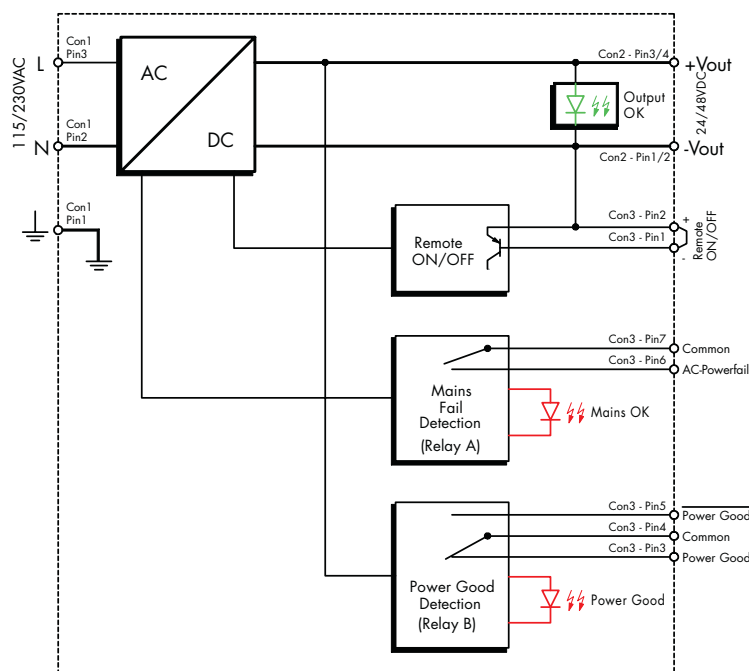 115/230VAC
L
Con1
Pin3
N
Con1
Pin2
Con1
Pin1
AC
DC
Con2 - Pin3/4
+Vout
Output
OK
24/48VDC
-Vout
Con2 - Pin1/2
Remote
ON/OFF
Con3 - Pin2
+
Con3 - Pin1
-
Remote
ON/OFF
Con3 - Pin7
Common
Con3 - Pin6
AC-Powerfail
Mains
Fail
Detection
(Relay A)
Mains OK
Con3 - Pin5
Power Good
Con3 - Pin4
Common
Con3 - Pin3
Power Good
Power Good
Detection
(Relay B)
Power Good